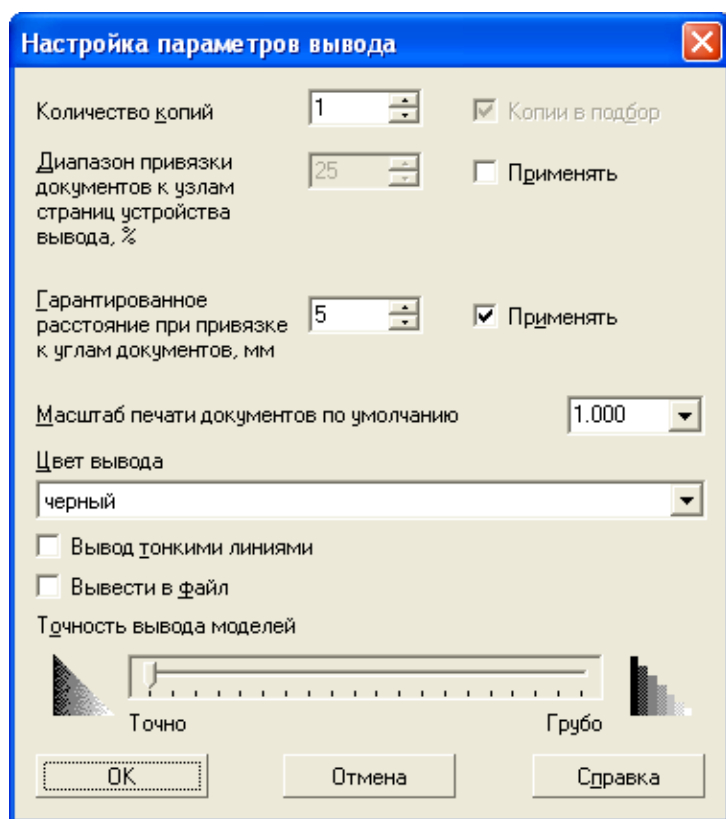 Настройка параметров вывода
Количество копий 1 Копии в подбор
Диапазон привязки 25 Применять
документов к узлам
страниц устройства
вывода, %
Гарантированное
расстояние при привязке 5 Применять
к углам документов, мм
Масштаб печати документов по умолчанию 1.000
Цвет вывода
черный
Вывод тонкими линиями
Вывести в файл
Точность вывода моделей
Точно Грубо
OK Отмена Справка